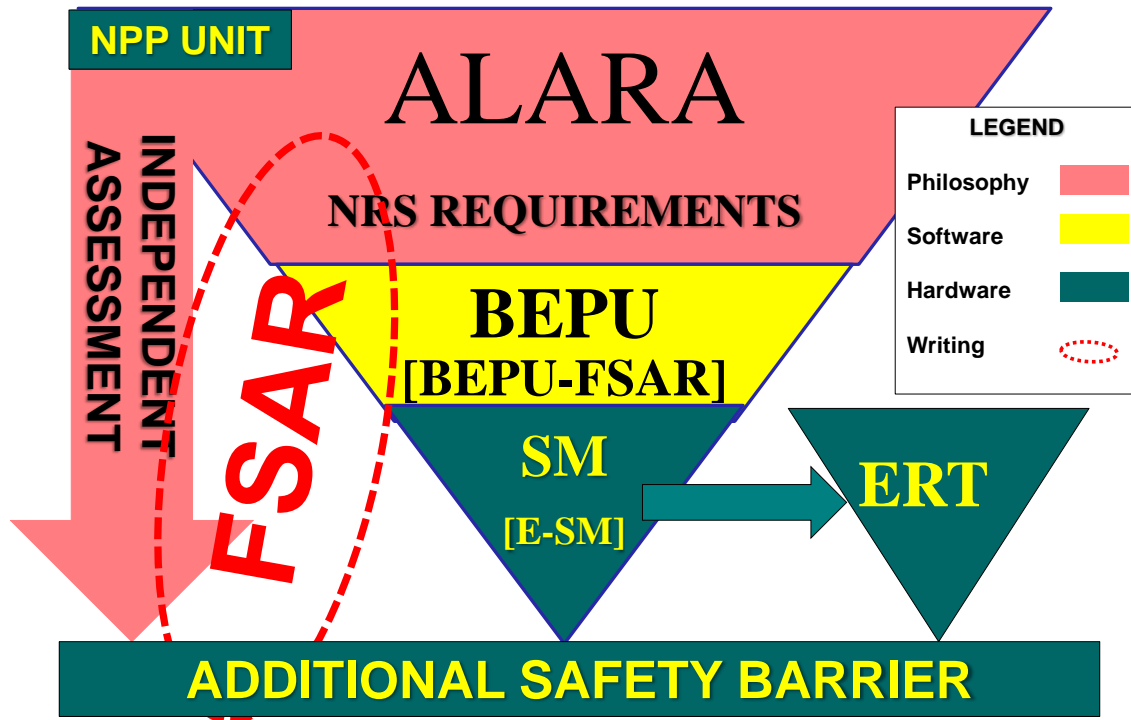 NPP UNIT
ALARA
NRS REQUIREMENTS
INDEPENDENT
ASSESSMENT
FSAR
BEPU
[BEPU-FSAR]
SM
[E-SM]
ERT
LEGEND
Philosophy
Software
Hardware
Writing
ADDITIONAL SAFETY BARRIER